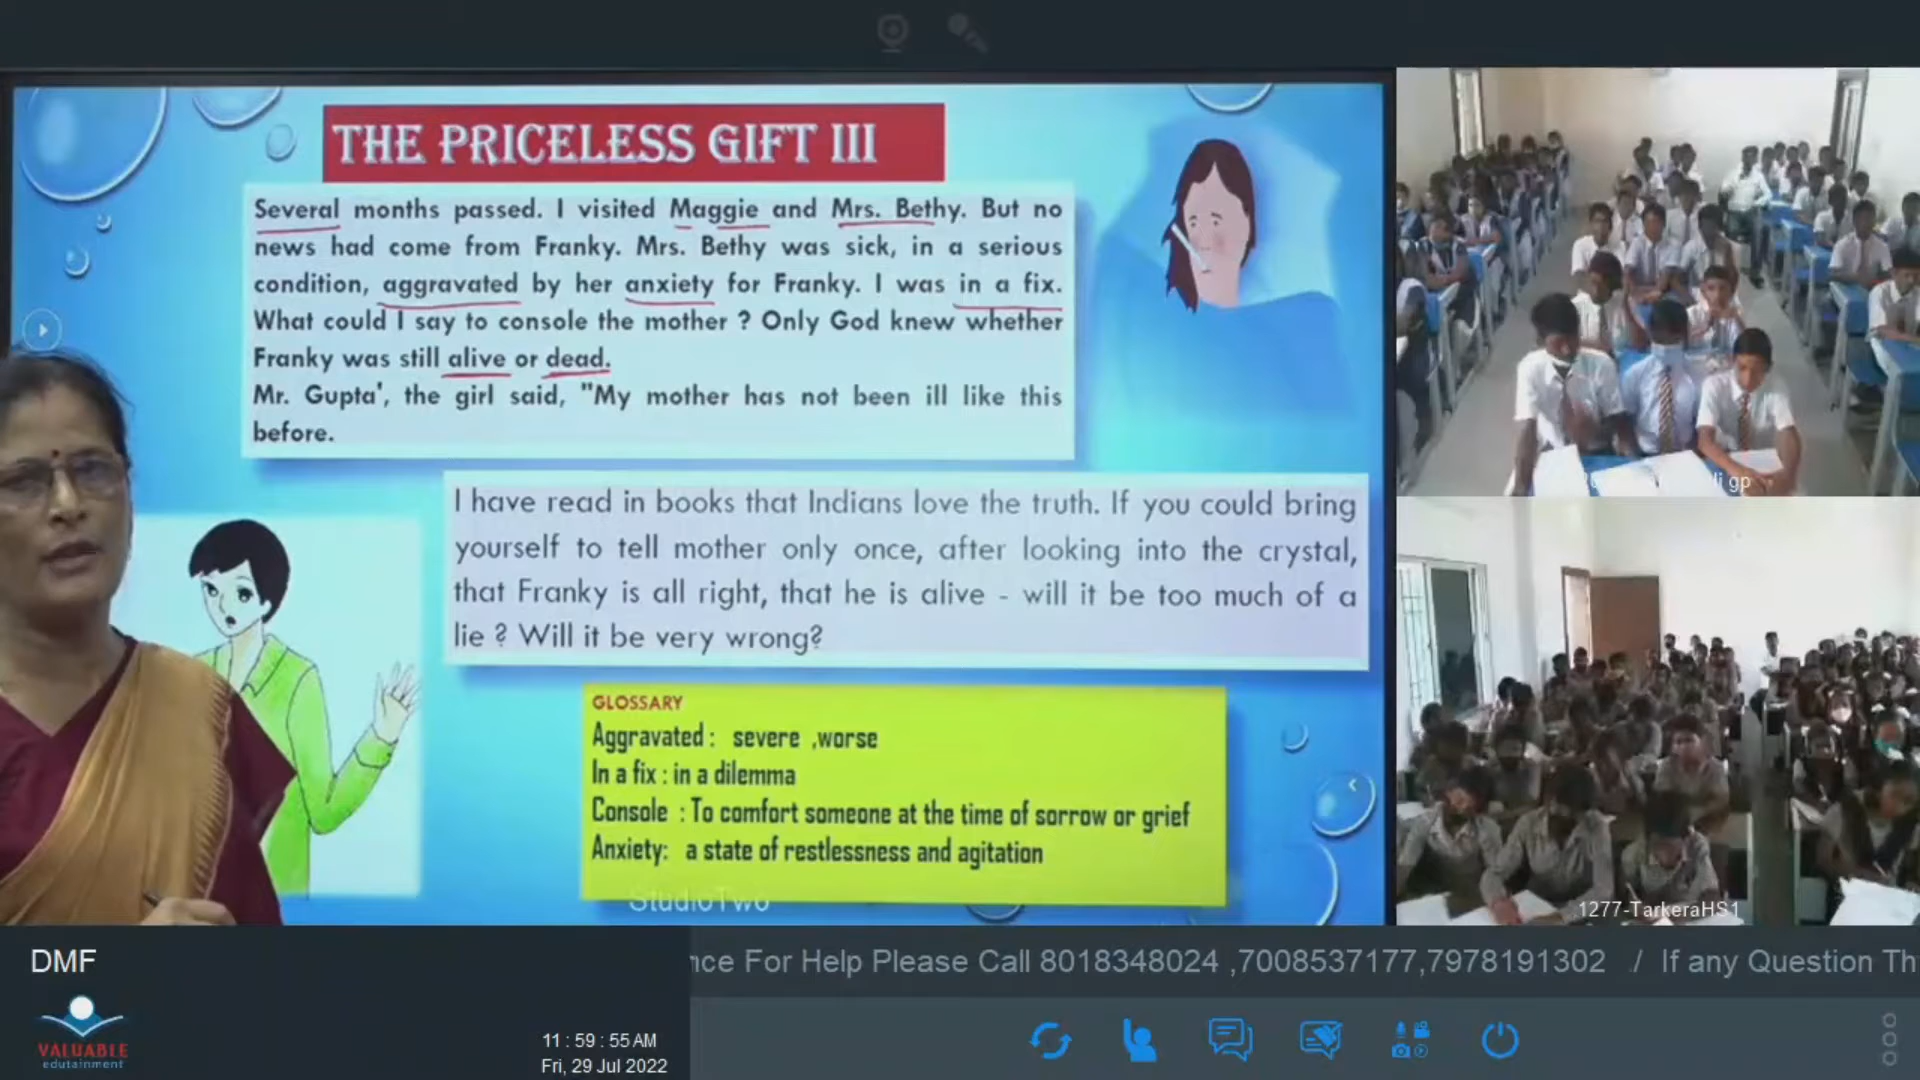 THE PRICELESS GIFT III
Several months passed. I visited Maggie and Mrs. Bethy. But no
news had come from Franky. Mrs. Bethy was sick, in a serious
condition, aggravated by her anxiety for Franky. I was in a fix.
What could I say to console the mother ? Only God knew whether
Franky was still alive or dead.
Mr. Gupta', the girl said, "My mother has not been ill like this
before.
I have read in books that Indians love the truth. If you could bring
yourself to tell mother only once, after looking into the crystal,
that Franky is all right, that he is alive - will it be too much of a
lie ? Will it be very wrong?
GLOSSARY
Aggravated : severe ,worse
In a fix : in a dilemma
Console : To comfort someone at the time of sorrow or grief
Anxiety: a state of restlessness and agitation
StudioTwo
gp
1277-TarkeraHS1
DMF
nce For Help Please Call 8018348024 ,7008537177,7978191302 / If any Question Th
VALUABLE
edutainment
11 : 59 : 55 AM
Fri, 29 Jul 2022